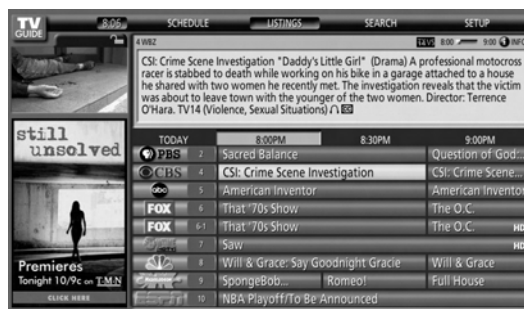 TV
GUIDE
8:06
SCHEDULE
LISTINGS
SEARCH
SETUP
4 WBZ
8:00
9:00
INFO
CSI: Crime Scene Investigation "Daddy's Little Girl" (Drama) A professional motocross
racer is stabbed to death while working on his bike in a garage attached to a house
he shared with two women he recently met. The investigation reveals that the victim
was about to leave town with the younger of the two women. Director: Terrence
O'Hara. TV14 (Violence, Sexual Situations)
still
unsolved
Premieres
Tonight 10/9c on T-M-N
CLICK HERE
TODAY
8:00PM
8:30PM
9:00PM
PBS 2 Sacred Balance Question of God:...
CBS 4 CSI: Crime Scene Investigation CSI: Crime Scene...
abc 5 American Inventor American Inventor
FOX 6 That '70s Show The O.C.
FOX 6-1 That '70s Show The O.C. HD
7 Saw HD
8 Will & Grace: Say Goodnight Gracie Will & Grace
9 SpongeBob... Romeo! Full House
ESPN 10 NBA Playoff/To Be Announced